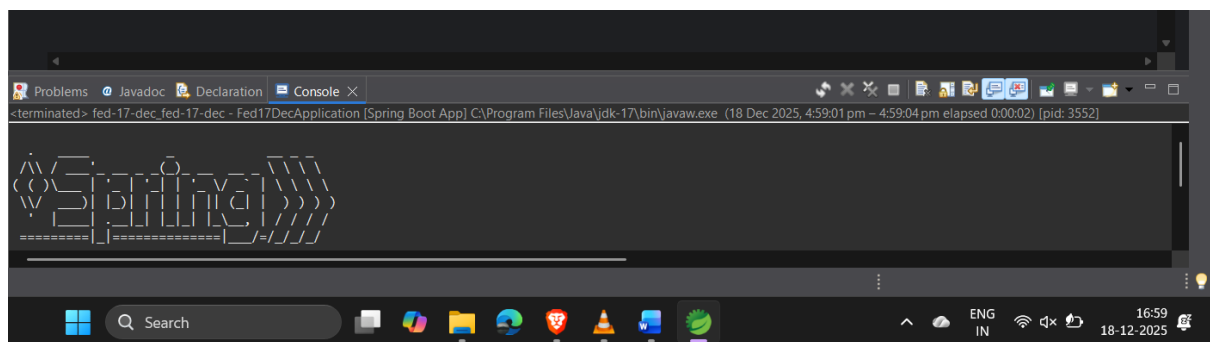 Problems @ Javadoc Declaration Console
<terminated> fed-17-dec_fed-17-dec - Fed17DecApplication [Spring Boot App] C:\Program Files\Java\jdk-17\bin\javaw.exe (18 Dec 2025, 4:59:01 pm – 4:59:04 pm elapsed 0:00:02) [pid: 3552]
Spring
Search
ENG
IN
16:59
18-12-2025